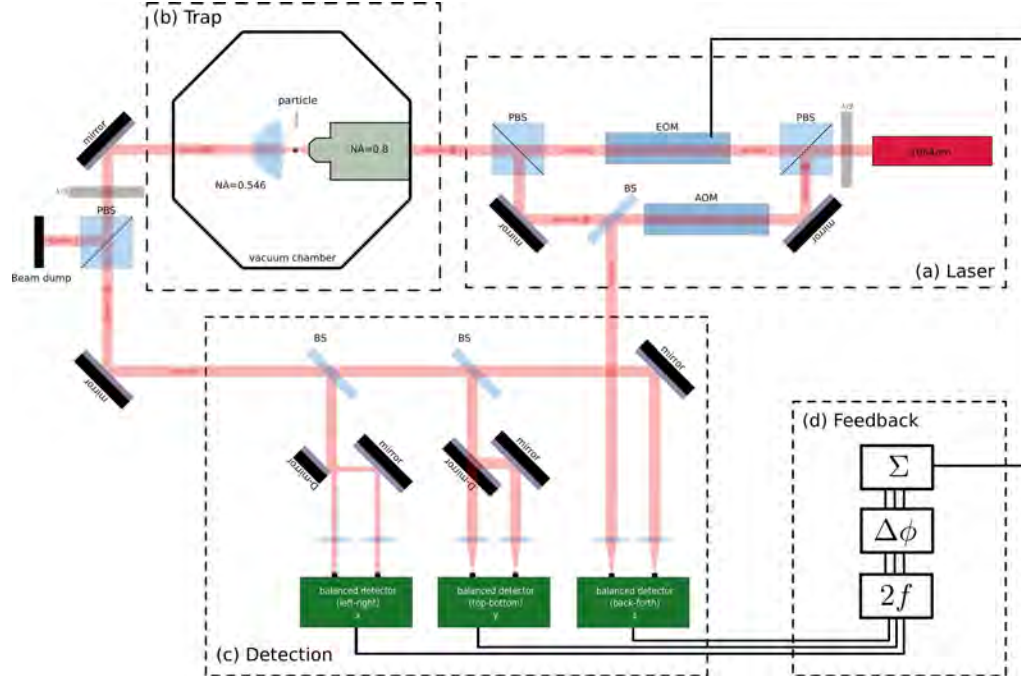 (b) Trap
mirror
particle
NA=0.8
NA=0.546
vacuum chamber
λ/2
PBS
Beam dump
mirror
PBS
EOM
PBS
λ/2
1064nm
BS
AOM
mirror
mirror
(a) Laser
BS
BS
mirror
D-mirror
mirror
D-mirror
mirror
balanced detector
(left-right)
x
balanced detector
(top-bottom)
y
balanced detector
(back-forth)
z
(c) Detection
(d) Feedback
Σ
Δϕ
2f